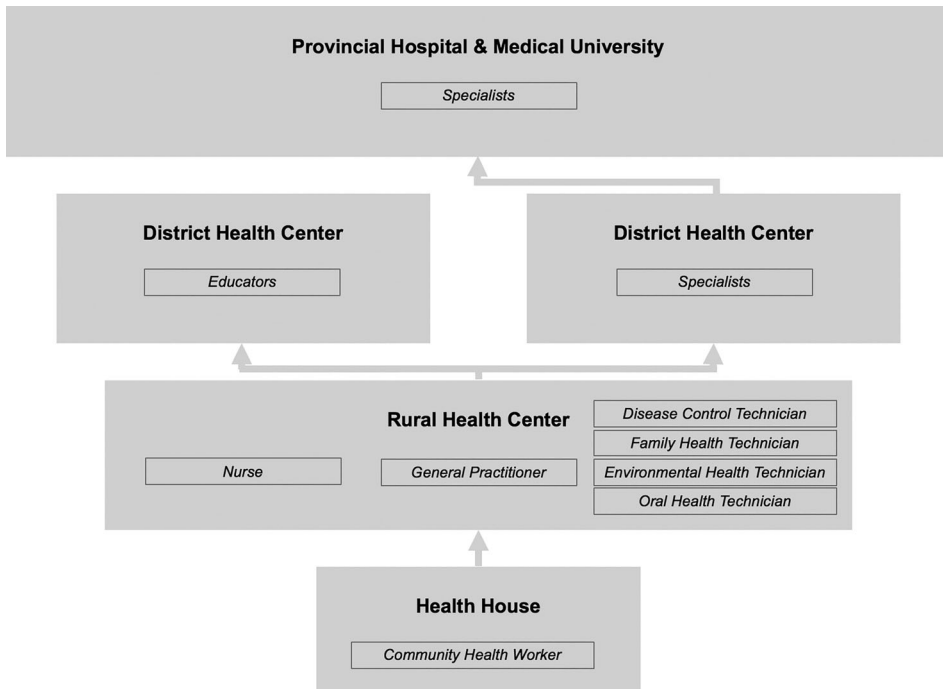 Provincial Hospital & Medical University
Specialists
District Health Center
Educators
District Health Center
Specialists
Rural Health Center
Nurse
General Practitioner
Disease Control Technician
Family Health Technician
Environmental Health Technician
Oral Health Technician
Health House
Community Health Worker